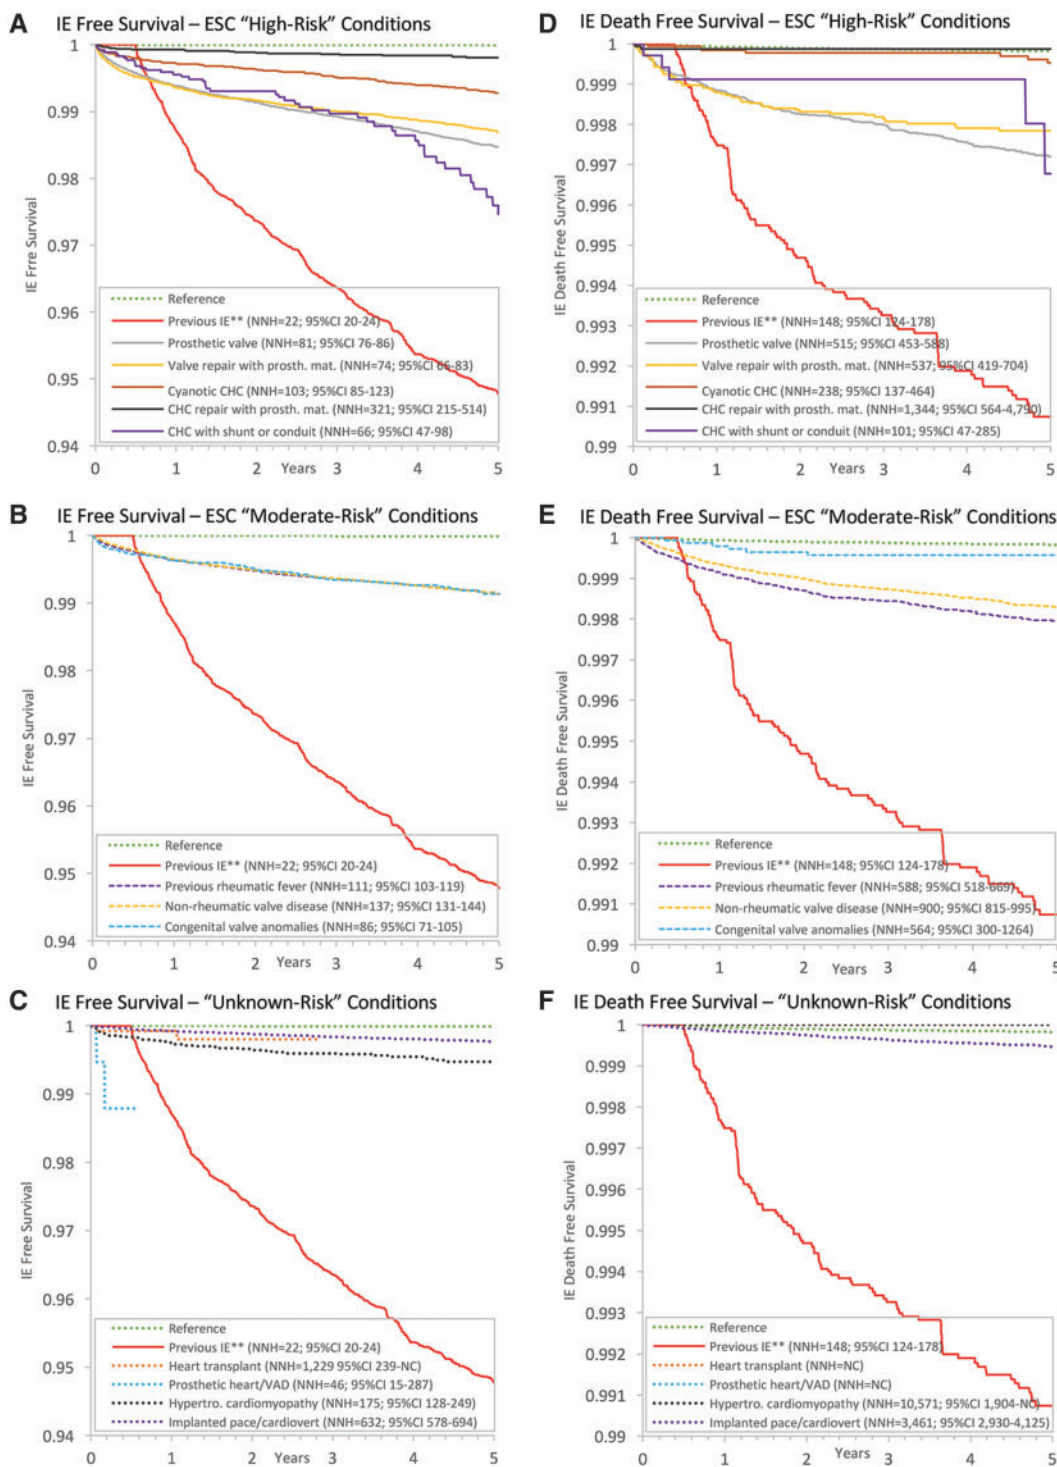 A
IE Free Survival – ESC “High-Risk” Conditions
1
0.99
0.98
0.97
0.96
0.95
0.94
IE Frre Survival
Reference
Previous IE** (NNH=22; 95%CI 20-24)
Prosthetic valve (NNH=81; 95%CI 76-86)
Valve repair with prosth. mat. (NNH=74; 95%CI 66-83)
Cyanotic CHC (NNH=103; 95%CI 85-123)
CHC repair with prosth. mat. (NNH=321; 95%CI 215-514)
CHC with shunt or conduit (NNH=66; 95%CI 47-98)
0 1 2 3 4 5
Years
D
IE Death Free Survival – ESC “High-Risk” Conditions
1
0.999
0.998
0.997
0.996
0.995
0.994
0.993
0.992
0.991
0.99
IE Death Free Survival
Reference
Previous IE** (NNH=148; 95%CI 124-178)
Prosthetic valve (NNH=515; 95%CI 453-588)
Valve repair with prosth. mat. (NNH=537; 95%CI 419-704)
Cyanotic CHC (NNH=238; 95%CI 137-464)
CHC repair with prosth. mat. (NNH=1,344; 95%CI 564-4,790)
CHC with shunt or conduit (NNH=101; 95%CI 47-285)
0 1 2 3 4 5
Years
B
IE Free Survival – ESC “Moderate-Risk” Conditions
1
0.99
0.98
0.97
0.96
0.95
0.94
IE Free Survival
Reference
Previous IE** (NNH=22; 95%CI 20-24)
Previous rheumatic fever (NNH=111; 95%CI 103-119)
Non-rheumatic valve disease (NNH=137; 95%CI 131-144)
Congenital valve anomalies (NNH=86; 95%CI 71-105)
0 1 2 3 4 5
Years
E
IE Death Free Survival – ESC “Moderate-Risk” Conditions
1
0.999
0.998
0.997
0.996
0.995
0.994
0.993
0.992
0.991
0.99
IE Death Free Survival
Reference
Previous IE** (NNH=148; 95%CI 124-178)
Previous rheumatic fever (NNH=588; 95%CI 518-669)
Non-rheumatic valve disease (NNH=900; 95%CI 815-995)
Congenital valve anomalies (NNH=564; 95%CI 300-1264)
0 1 2 3 4 5
Years
C
IE Free Survival – “Unknown-Risk” Conditions
1
0.99
0.98
0.97
0.96
0.95
0.94
IE Free Survival
Reference
Previous IE** (NNH=22; 95%CI 20-24)
Heart transplant (NNH=1,229 95%CI 239-NC)
Prosthetic heart/VAD (NNH=46; 95%CI 15-287)
Hypertro. cardiomyopathy (NNH=175; 95%CI 128-249)
Implanted pace/cardiovert (NNH=632; 95%CI 578-694)
0 1 2 3 4 5
Years
F
IE Death Free Survival – “Unknown-Risk” Conditions
1
0.999
0.998
0.997
0.996
0.995
0.994
0.993
0.992
0.991
0.99
IE Death Free Survival
Reference
Previous IE** (NNH=148; 95%CI 124-178)
Heart transplant (NNH=NC)
Prosthetic heart/VAD (NNH=NC)
Hypertro. cardiomyopathy (NNH=10,571; 95%CI 1,904-NC)
Implanted pace/cardiovert (NNH=3,461; 95%CI 2,930-4,125)
0 1 2 3 4 5
Years